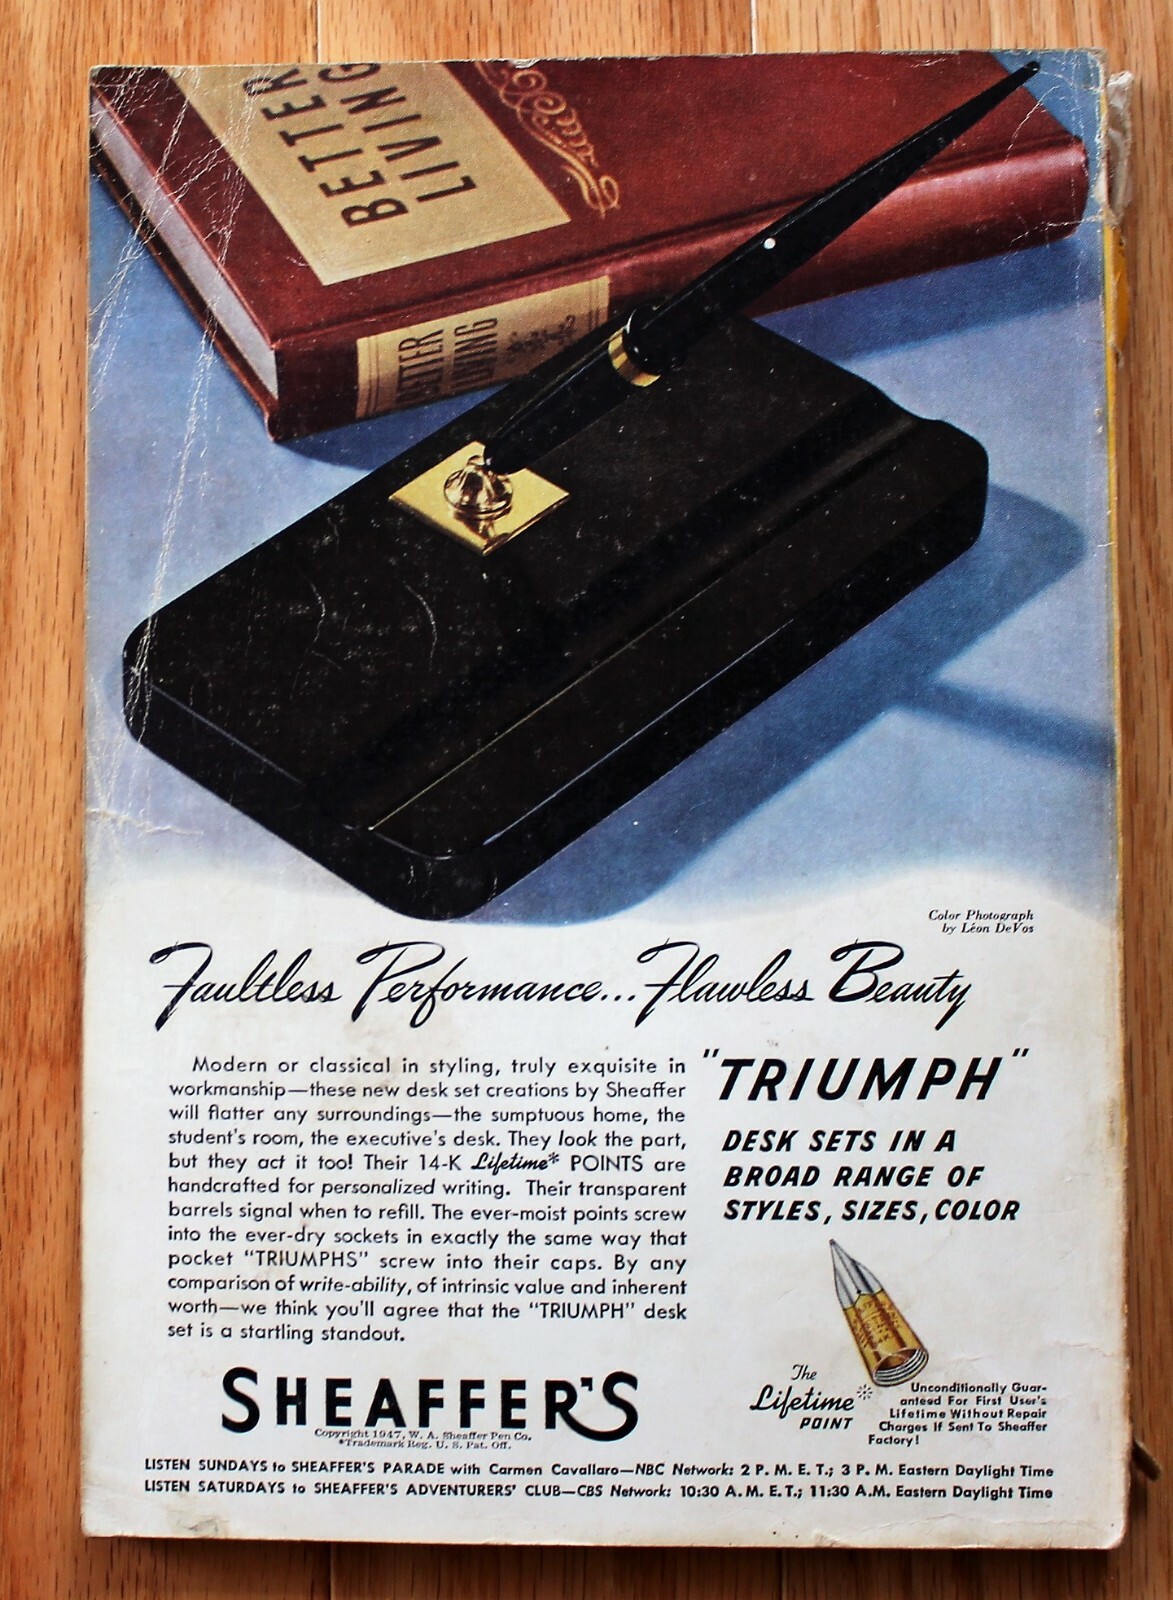 BETTER
LIVING
BETTER
LIVING
Color Photograph
by Léon DeVos
Faultless Performance...Flawless Beauty
Modern or classical in styling, truly exquisite in
workmanship—these new desk set creations by Sheaffer
will flatter any surroundings—the sumptuous home, the
student's room, the executive's desk. They look the part,
but they act it too! Their 14-K Lifetime* POINTS are
handcrafted for personalized writing. Their transparent
barrels signal when to refill. The ever-moist points screw
into the ever-dry sockets in exactly the same way that
pocket "TRIUMPHS" screw into their caps. By any
comparison of write-ability, of intrinsic value and inherent
worth—we think you'll agree that the "TRIUMPH" desk
set is a startling standout.
"TRIUMPH"
DESK SETS IN A
BROAD RANGE OF
STYLES, SIZES, COLOR
SHEAFFER'S
Copyright 1947, W. A. Sheaffer Pen Co.
*Trademark Reg. U. S. Pat. Off.
The
Lifetime*
POINT
Unconditionally Guar-
anteed For First User's
Lifetime Without Repair
Charges If Sent To Sheaffer
Factory!
LISTEN SUNDAYS to SHEAFFER'S PARADE with Carmen Cavallaro—NBC Network: 2 P. M. E. T.; 3 P. M. Eastern Daylight Time
LISTEN SATURDAYS to SHEAFFER'S ADVENTURERS' CLUB—CBS Network: 10:30 A. M. E.T.; 11:30 A.M. Eastern Daylight Time